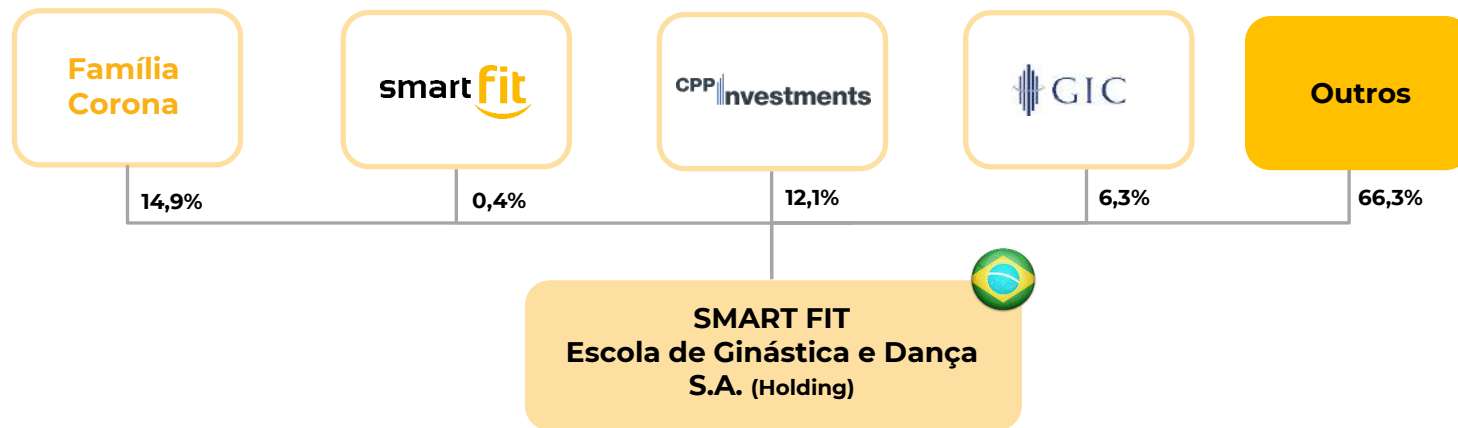 Família
Corona
smart fit
CPP Investments
GIC
Outros
14,9%
0,4%
12,1%
6,3%
66,3%
SMART FIT
Escola de Ginástica e Dança
S.A. (Holding)